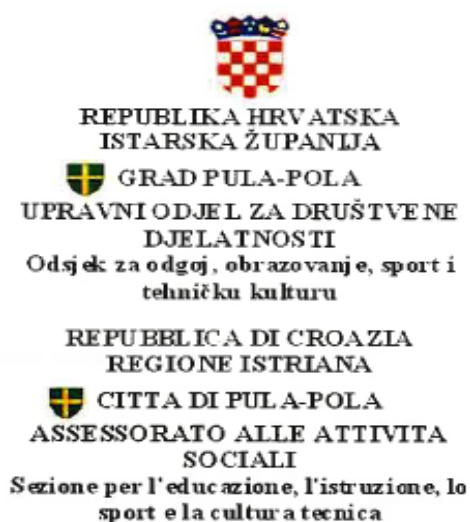 REPUBLIKA HRVATSKA
ISTARSKA ŽUPANIJA
GRAD PULA-POLA
UPRAVNI ODJEL ZA DRUŠTVENE
DJELATNOSTI
Odsjek za odgoj, obrazovanje, sport i
tehničku kulturu
REPUBBLICA DI CROAZIA
REGIONE ISTRIANA
CITTA DI PULA-POLA
ASSESSORATO ALLE ATTIVITA
SOCIALI
Sezione per l'educazione, l'istruzione, lo
sport e la cultura tecnica